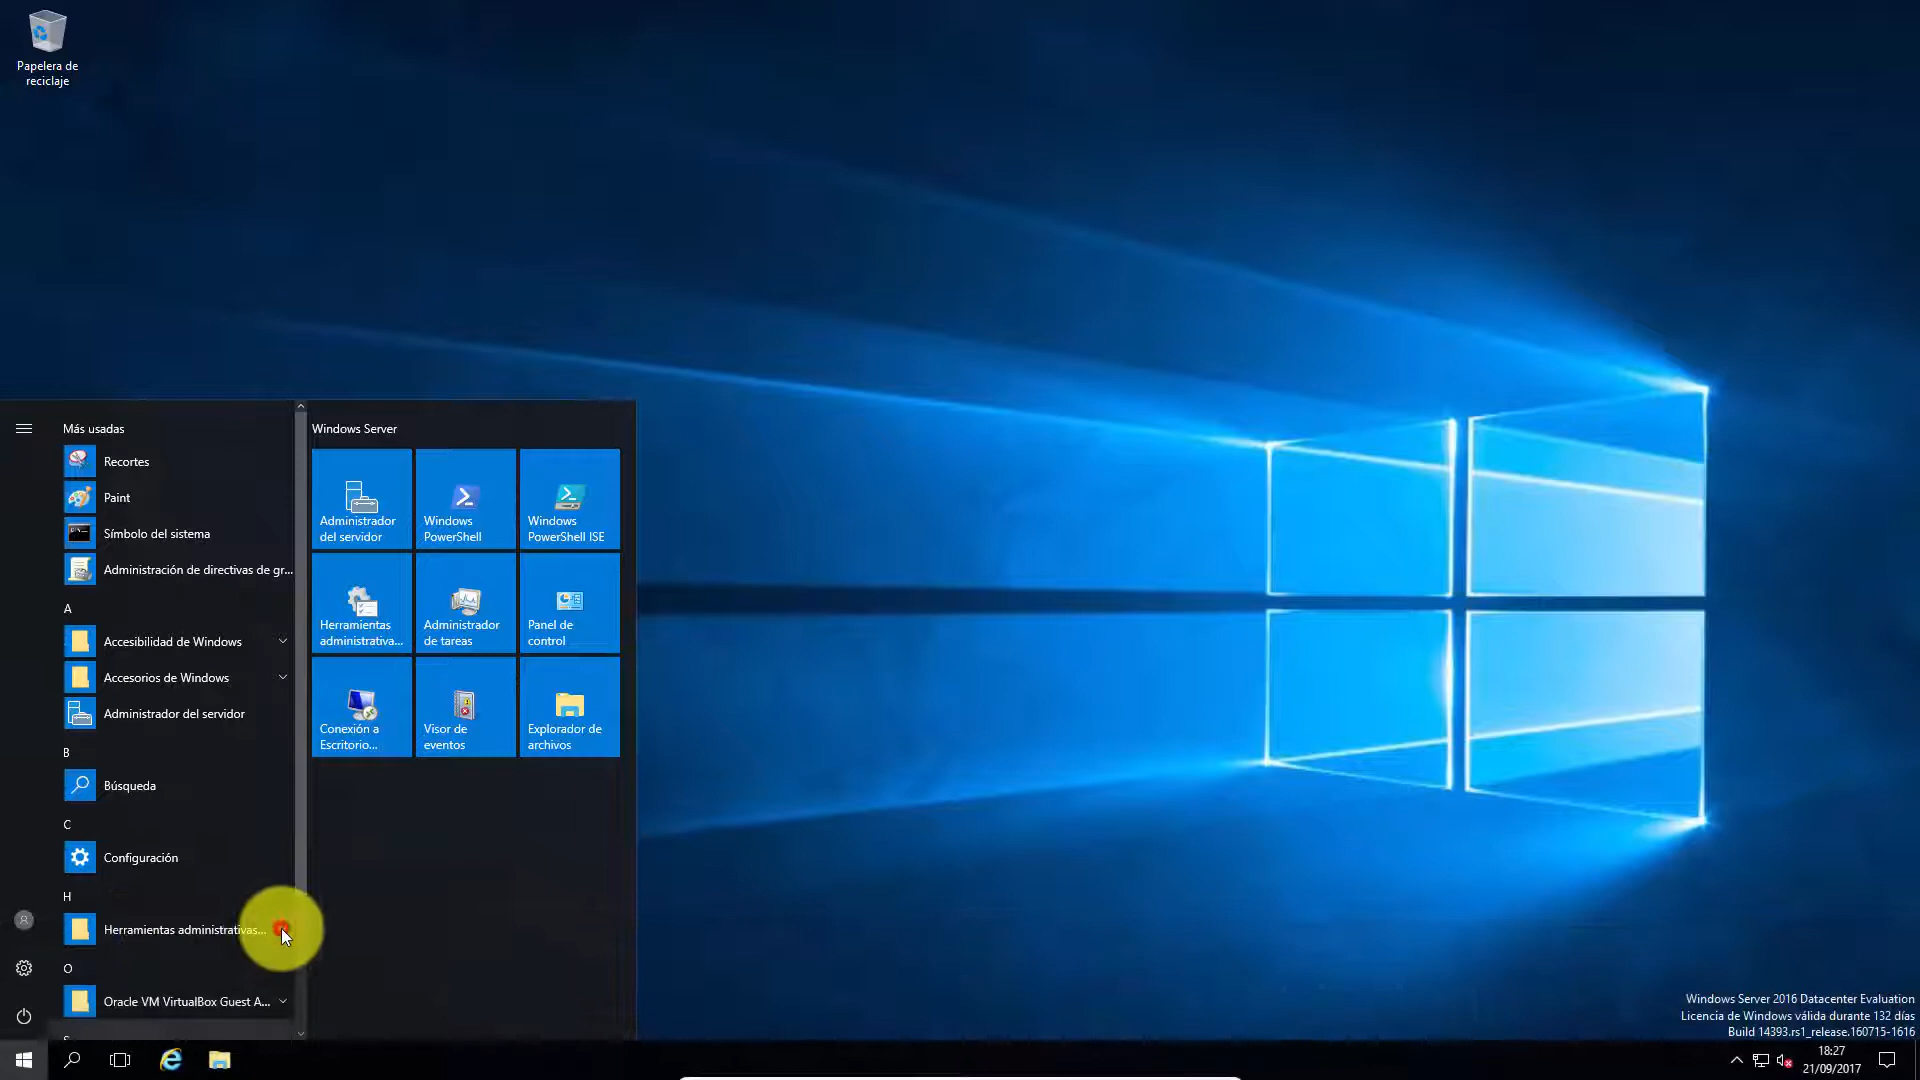 Papelera de
reciclaje
Más usadas
Recortes
Paint
Símbolo del sistema
Administración de directivas de gr...
A
Accesibilidad de Windows
Accesorios de Windows
Administrador del servidor
B
Búsqueda
C
Configuración
H
Herramientas administrativas...
O
Oracle VM VirtualBox Guest A...
Windows Server
Administrador
del servidor
Windows
PowerShell
Windows
PowerShell ISE
Herramientas
administrativa...
Administrador
de tareas
Panel de
control
Conexión a
Escritorio...
Visor de
eventos
Explorador de
archivos
Windows Server 2016 Datacenter Evaluation
Licencia de Windows válida durante 132 días
Build 14393.rs1_release.160715-1616
18:27
21/09/2017